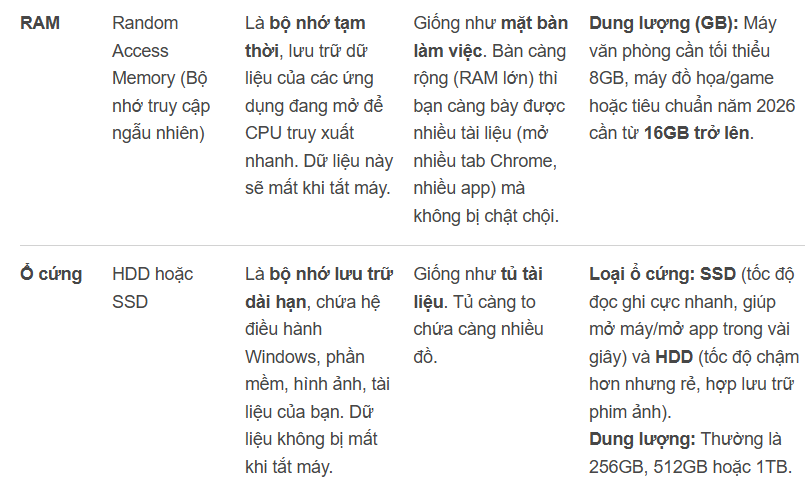 RAM
Random
Access
Memory (Bộ
nhớ truy cập
ngẫu nhiên)
Là bộ nhớ tạm
thời, lưu trữ dữ
liệu của các ứng
dụng đang mở để
CPU truy xuất
nhanh. Dữ liệu này
sẽ mất khi tắt máy.
Giống như mặt bàn
làm việc. Bàn càng
rộng (RAM lớn) thì
bạn càng bày được
nhiều tài liệu (mở
nhiều tab Chrome,
nhiều app) mà
không bị chật chội.
Dung lượng (GB): Máy
văn phòng cần tối thiểu
8GB, máy đồ họa/game
hoặc tiêu chuẩn năm 2026
cần từ 16GB trở lên.
Ổ cứng
HDD hoặc
SSD
Là bộ nhớ lưu trữ
dài hạn, chứa hệ
điều hành
Windows, phần
mềm, hình ảnh, tài
liệu của bạn. Dữ
liệu không bị mất
khi tắt máy.
Giống như tủ tài
liệu. Tủ càng to
chứa càng nhiều
đồ.
Loại ổ cứng: SSD (tốc độ
đọc ghi cực nhanh, giúp
mở máy/mở app trong vài
giây) và HDD (tốc độ chậm
hơn nhưng rẻ, hợp lưu trữ
phim ảnh).
Dung lượng: Thường là
256GB, 512GB hoặc 1TB.